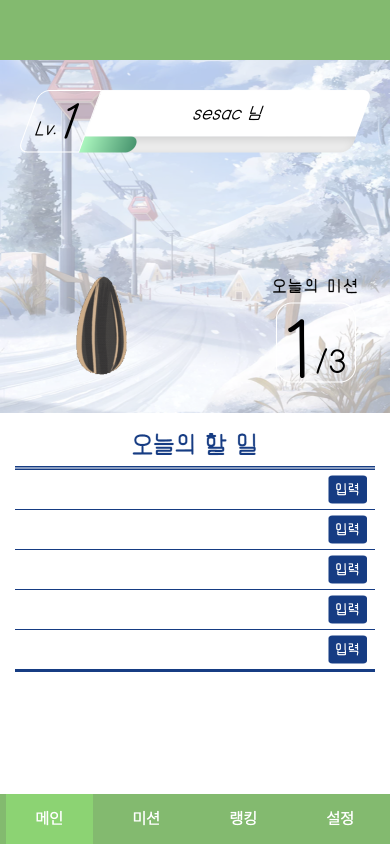 Lv. 1
sesac 님
오늘의 미션
1/3
오늘의 할 일
입력
입력
입력
입력
입력
메인 미션 랭킹 설정